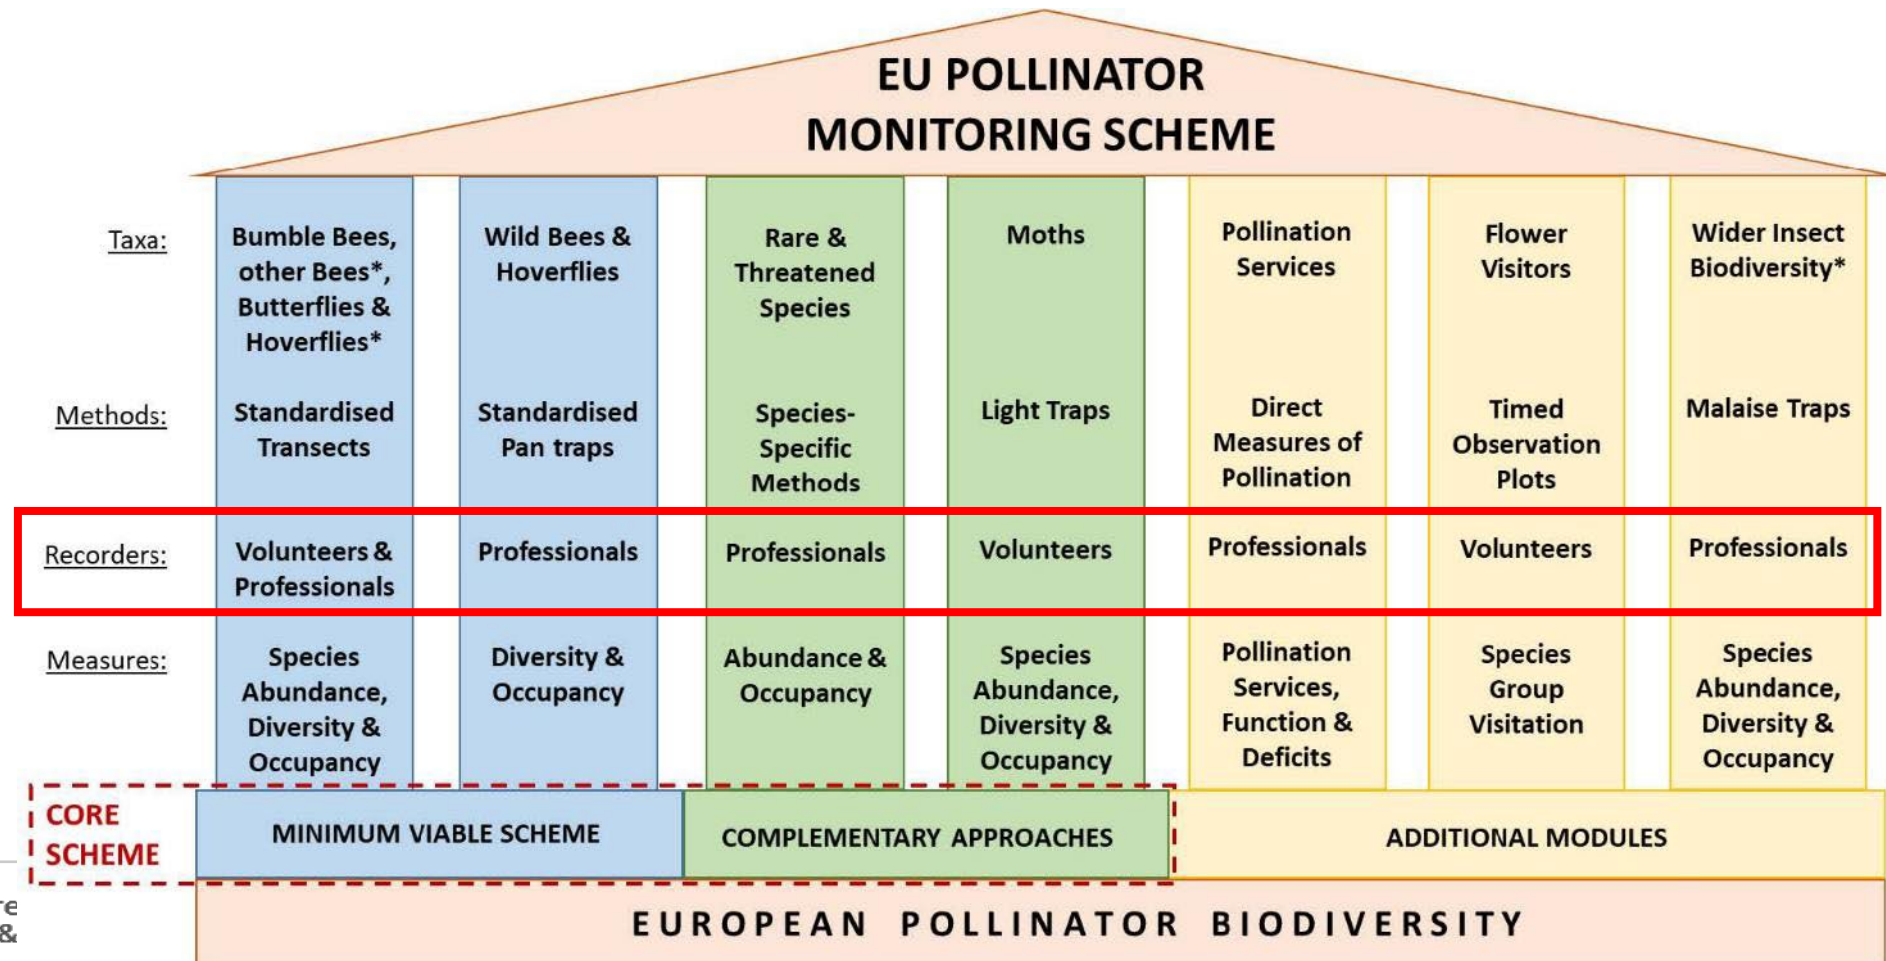 EU POLLINATOR
MONITORING SCHEME
Taxa:
Bumble Bees,
other Bees*,
Butterflies &
Hoverflies*
Wild Bees &
Hoverflies
Rare &
Threatened
Species
Moths
Pollination
Services
Flower
Visitors
Wider Insect
Biodiversity*
Methods:
Standardised
Transects
Standardised
Pan traps
Species-
Specific
Methods
Light Traps
Direct
Measures of
Pollination
Timed
Observation
Plots
Malaise Traps
Recorders:
Volunteers &
Professionals
Professionals
Professionals
Volunteers
Professionals
Volunteers
Professionals
Measures:
Species
Abundance,
Diversity &
Occupancy
Diversity &
Occupancy
Abundance &
Occupancy
Species
Abundance,
Diversity &
Occupancy
Pollination
Services,
Function &
Deficits
Species
Group
Visitation
Species
Abundance,
Diversity &
Occupancy
CORE
SCHEME
MINIMUM VIABLE SCHEME
COMPLEMENTARY APPROACHES
ADDITIONAL MODULES
&
EUROPEAN POLLINATOR BIODIVERSITY